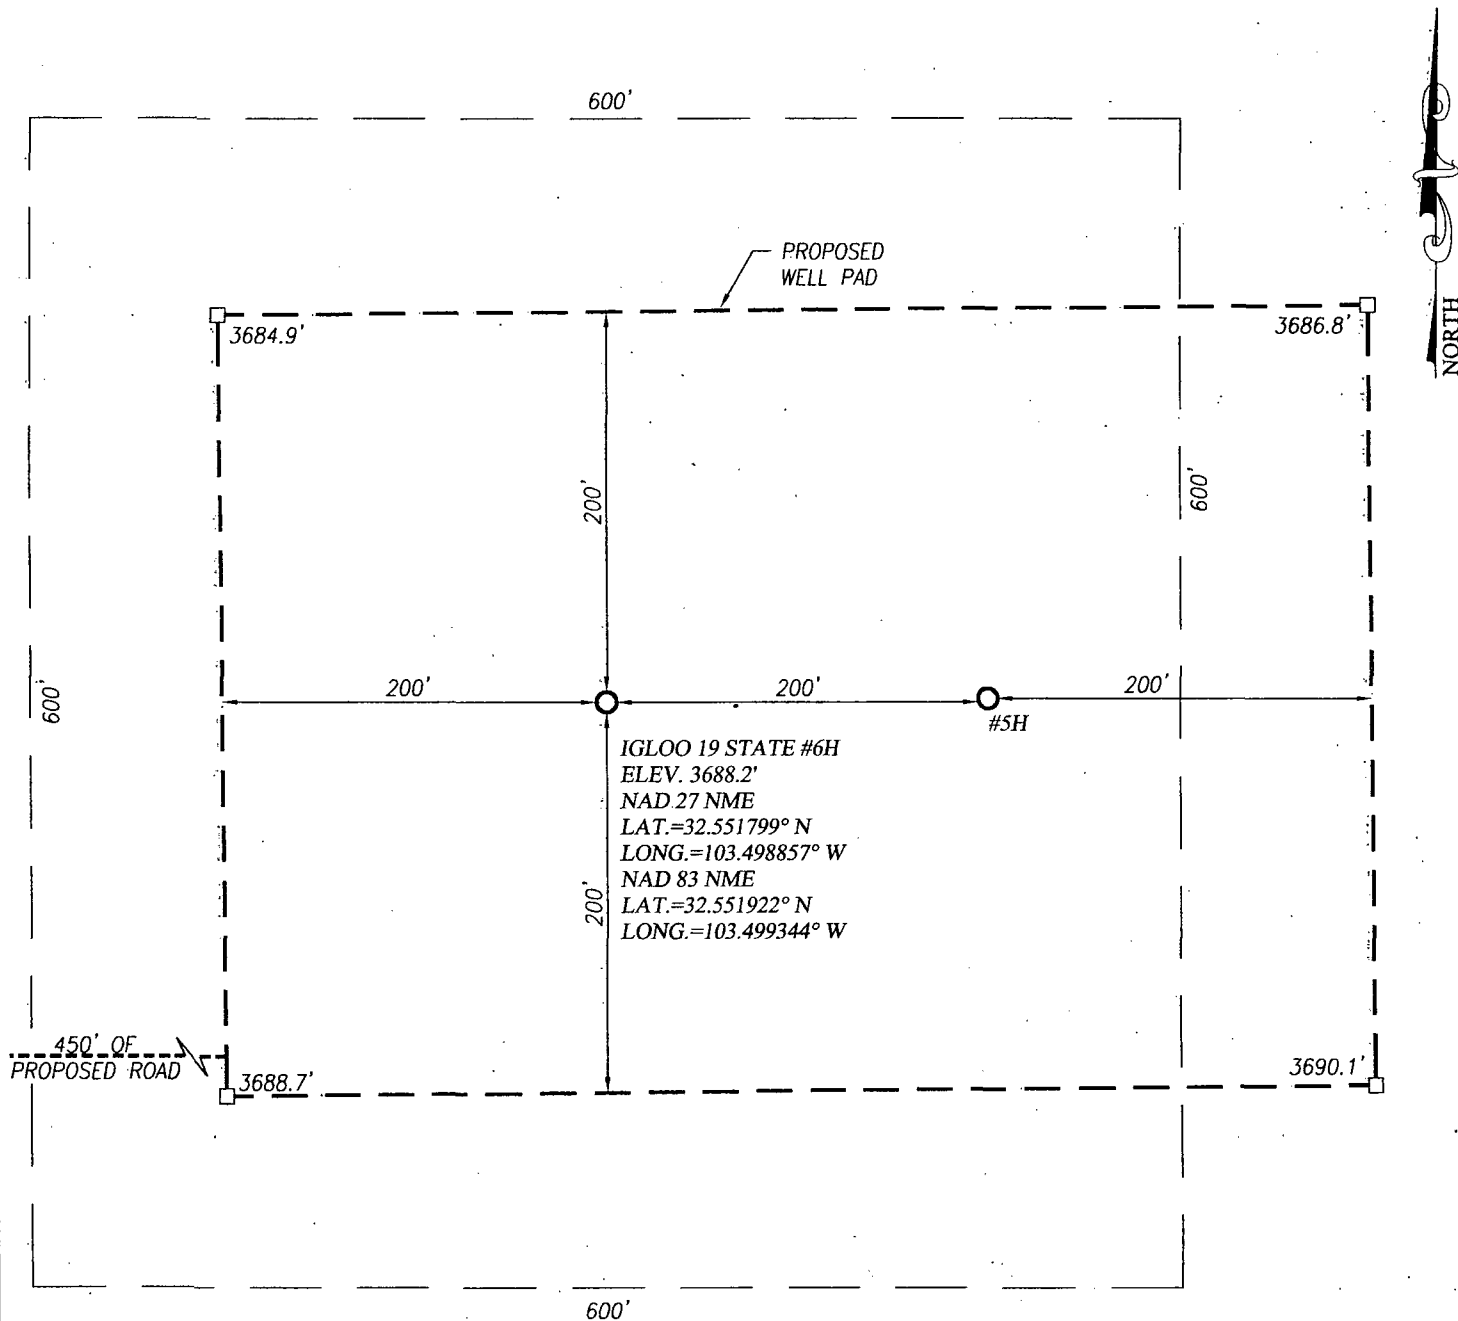 600'
PROPOSED
WELL PAD
3684.9'
3686.8'
NORTH
200'
600'
600'
200'
200'
200'
#5H
IGLOO 19 STATE #6H
ELEV. 3688.2'
NAD 27 NME
LAT.=32.551799° N
LONG.=103.498857° W
NAD 83 NME
LAT.=32.551922° N
LONG.=103.499344° W
200'
450' OF
PROPOSED ROAD
3688.7'
3690.1'
600'